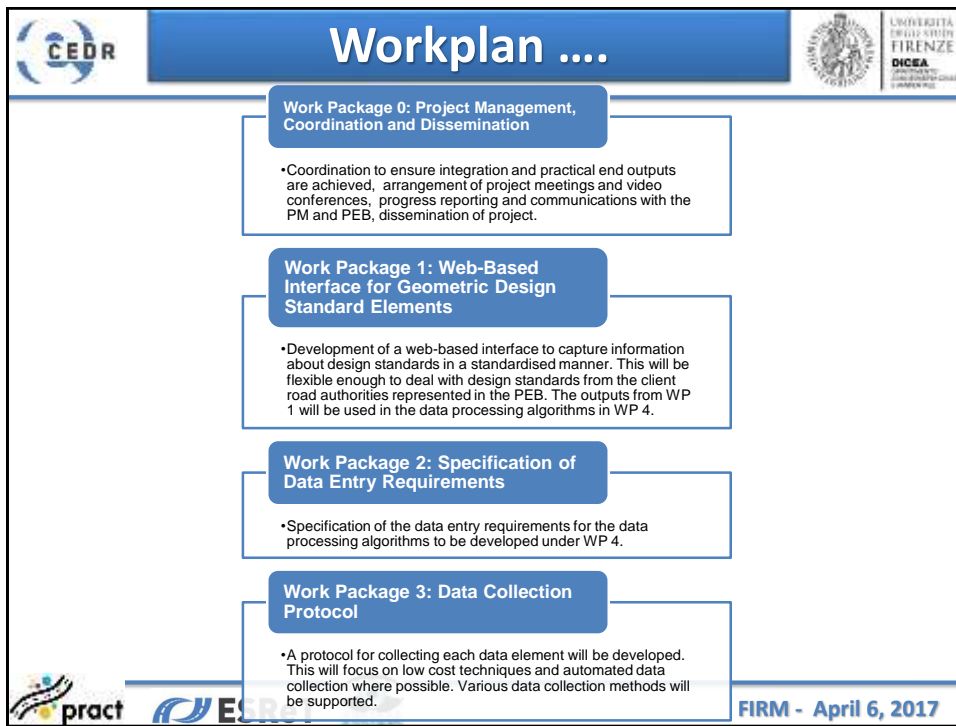 CEDR
Workplan ....
UNIVERSITÀ
DEGLI STUDI
FIRENZE
DICEA
Work Package 0: Project Management,
Coordination and Dissemination
•Coordination to ensure integration and practical end outputs
are achieved, arrangement of project meetings and video
conferences, progress reporting and communications with the
PM and PEB, dissemination of project.
Work Package 1: Web-Based
Interface for Geometric Design
Standard Elements
•Development of a web-based interface to capture information
about design standards in a standardised manner. This will be
flexible enough to deal with design standards from the client
road authorities represented in the PEB. The outputs from WP
1 will be used in the data processing algorithms in WP 4.
Work Package 2: Specification of
Data Entry Requirements
•Specification of the data entry requirements for the data
processing algorithms to be developed under WP 4.
Work Package 3: Data Collection
Protocol
•A protocol for collecting each data element will be developed.
This will focus on low cost techniques and automated data
collection where possible. Various data collection methods will
be supported.
pract
FIRM - April 6, 2017